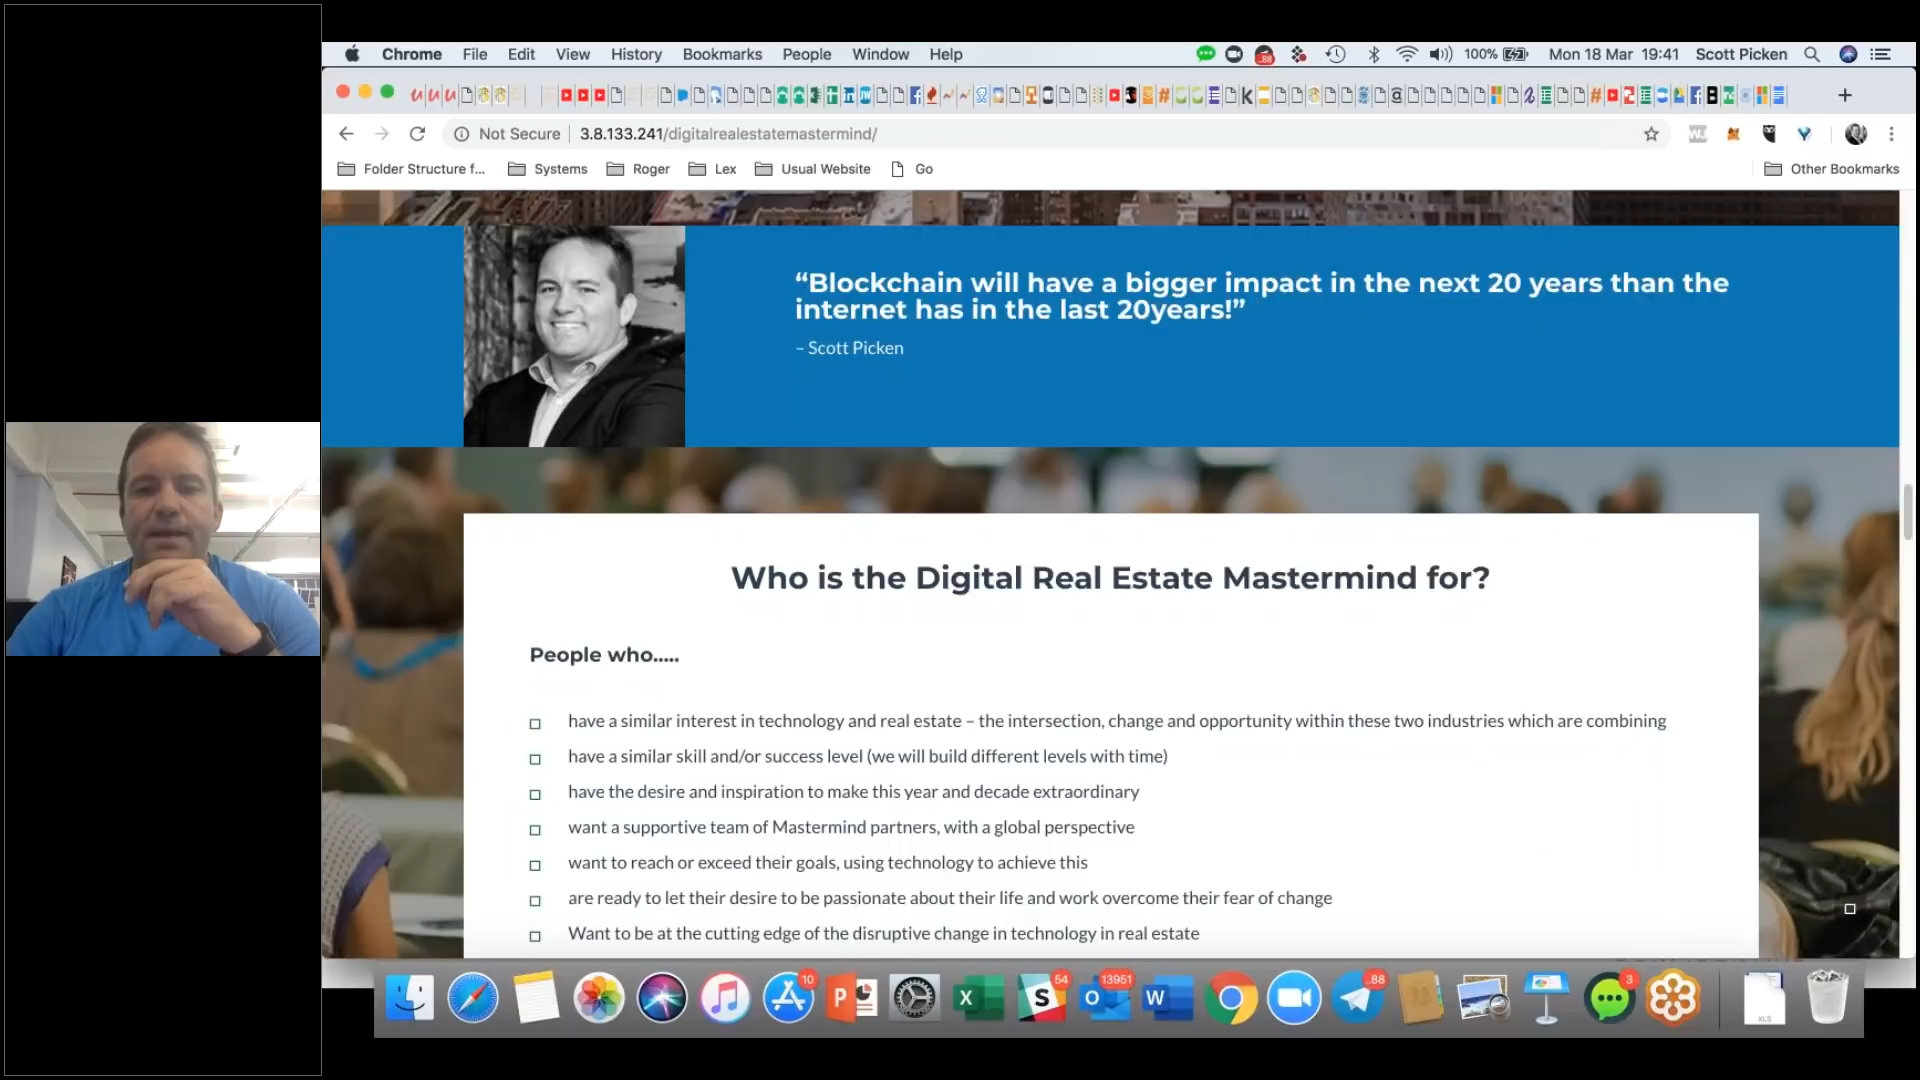 Chrome File Edit View History Bookmarks People Window Help 100% Mon 18 Mar 19:41 Scott Picken
Not Secure 3.8.133.241/digitalrealestatemastermind/
Folder Structure f... Systems Roger Lex Usual Website Go Other Bookmarks
“Blockchain will have a bigger impact in the next 20 years than the
internet has in the last 20years!”
– Scott Picken
Who is the Digital Real Estate Mastermind for?
People who.....
have a similar interest in technology and real estate – the intersection, change and opportunity within these two industries which are combining
have a similar skill and/or success level (we will build different levels with time)
have the desire and inspiration to make this year and decade extraordinary
want a supportive team of Mastermind partners, with a global perspective
want to reach or exceed their goals, using technology to achieve this
are ready to let their desire to be passionate about their life and work overcome their fear of change
Want to be at the cutting edge of the disruptive change in technology in real estate
10 54 13951 ..88 3
P X S O W
XLS